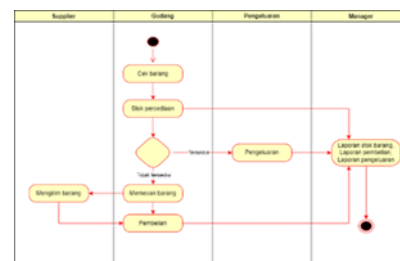 Supplier
Gudang
Pengeluaran
Manager
Cek barang
Stok persediaan
Tersedia
Pengeluaran
Laporan stok barang,
Laporan pembelian,
Laporan pengeluaran
Tidak tersedia
Mengirim barang
Memesan barang
Pembelian